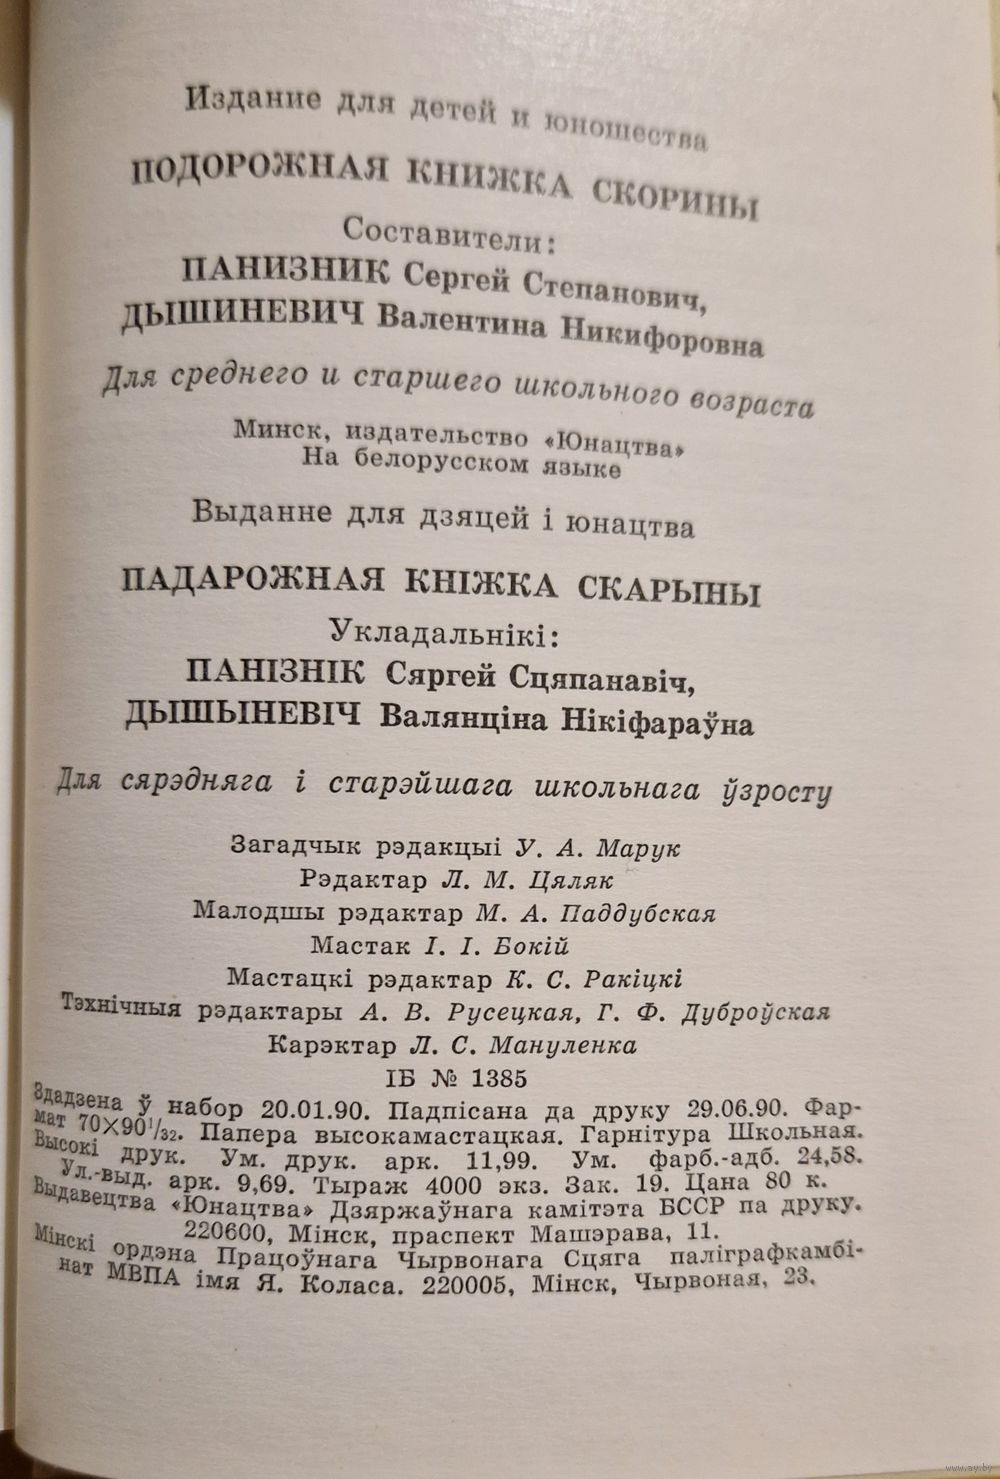 Издание для детей и юношества
ПОДОРОЖНАЯ КНИЖКА СКОРИНЫ
Составители:
ПАНИЗНИК Сергей Степанович,
ДЫШИНЕВИЧ Валентина Никифоровна
Для среднего и старшего школьного возраста
Минск, издательство «Юнацтва»
На белорусском языке
Выданне для дзяцей і юнацтва
ПАДАРОЖНАЯ КНІЖКА СКАРЫНЫ
Укладальнікі:
ПАНІЗНІК Сяргей Сцяпанавіч,
ДЫШЫНЕВІЧ Валянціна Нікіфараўна
Для сярэдняга і старэйшага школьнага ўзросту
Загадчык рэдакцыі У. А. Марук
Рэдактар Л. М. Цяляк
Малодшы рэдактар М. А. Паддубская
Мастак І. І. Бокій
Мастацкі рэдактар К. С. Ракіцкі
Тэхнічныя рэдактары А. В. Русецкая, Г. Ф. Дуброўская
Карэктар Л. С. Мануленка
ІБ № 1385
Здадзена ў набор 20.01.90. Падпісана да друку 29.06.90. Фар-
мат 70×90¹/₃₂. Папера высокамастацкая. Гарнітура Школьная.
Высокі друк. Ум. друк. арк. 11,99. Ум. фарб.-адб. 24,58.
Ул.-выд. арк. 9,69. Тыраж 4000 экз. Зак. 19. Цана 80 к.
Выдавецтва «Юнацтва» Дзяржаўнага камітэта БССР па друку.
220600, Мінск, праспект Машэрава, 11.
Мінскі ордэна Працоўнага Чырвонага Сцяга паліграфкамбі-
нат МВПА імя Я. Коласа. 220005, Мінск, Чырвоная, 23.
www.ay.by